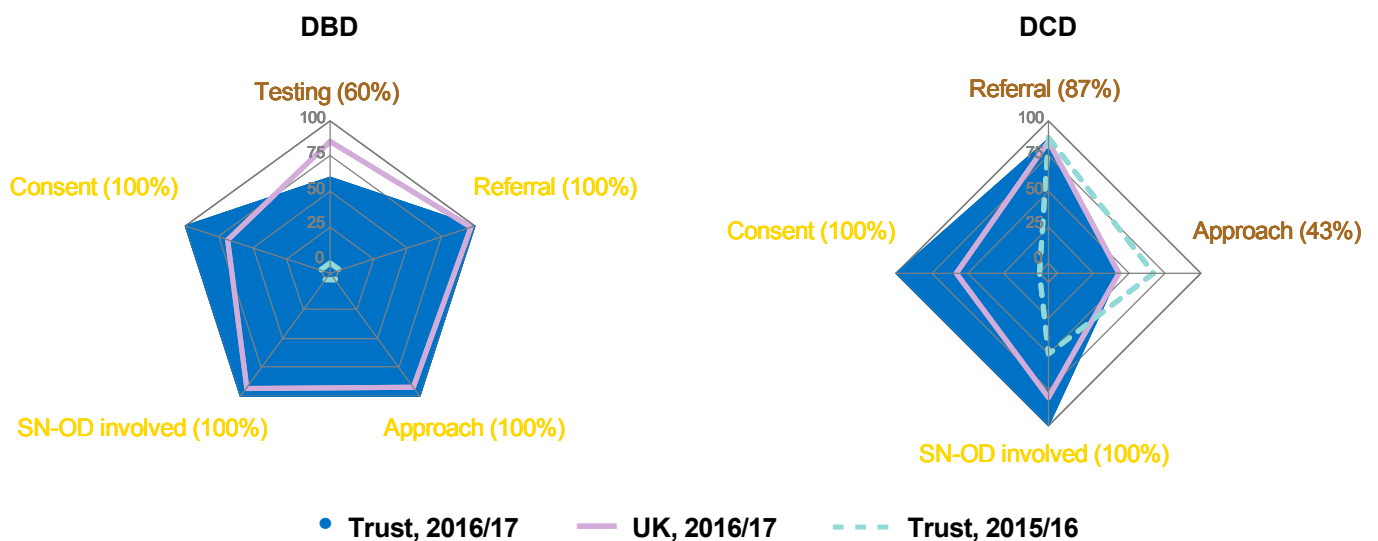 DBD
DCD
Testing (60%)
Referral (87%)
100
75
50
25
0
100
75
50
25
0
Consent (100%)
Referral (100%)
Consent (100%)
Approach (43%)
SN-OD involved (100%)
Approach (100%)
SN-OD involved (100%)
Trust, 2016/17
UK, 2016/17
Trust, 2015/16